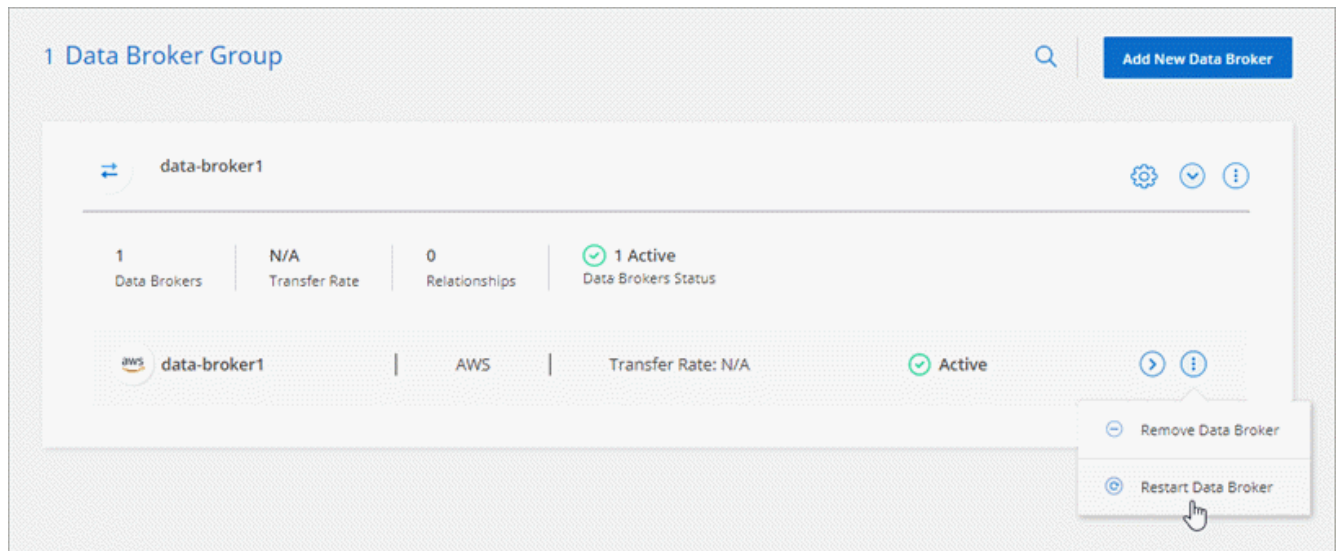 1 Data Broker Group
Add New Data Broker
data-broker1
1 N/A 0 1 Active
Data Brokers Transfer Rate Relationships Data Brokers Status
aws data-broker1 | AWS | Transfer Rate: N/A Active
Remove Data Broker
Restart Data Broker